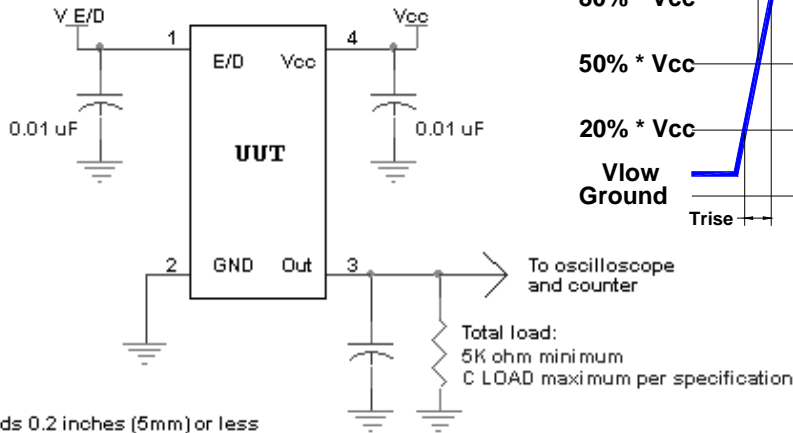 V E/D
Vcc
1
4
E/D Vcc
0.01 uF
0.01 uF
UUT
2
GND Out
3
To oscilloscope
and counter
Total load:
5K ohm minimum
C LOAD maximum per specification
ds 0.2 inches (5mm) or less
80% * Vcc
50% * Vcc
20% * Vcc
Vlow
Ground
Trise